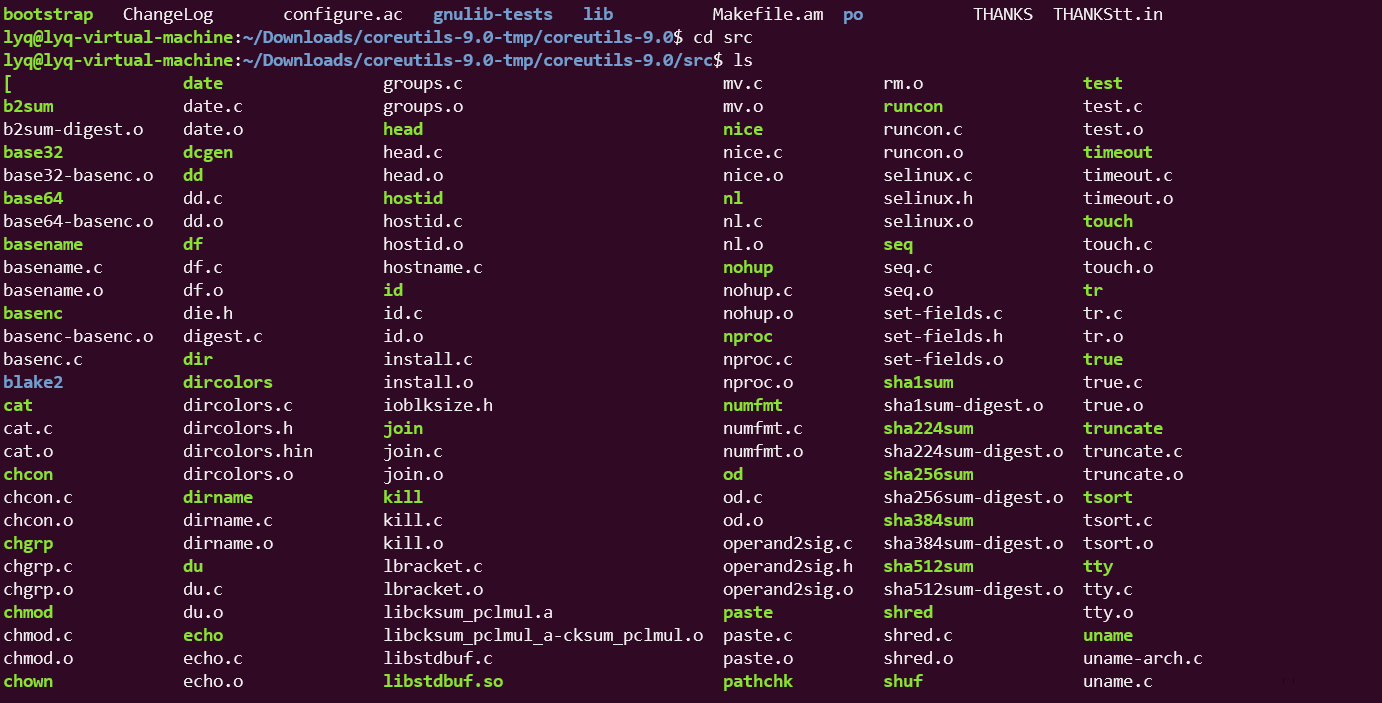 bootstrap ChangeLog configure.ac gnulib-tests lib Makefile.am po THANKS THANKStt.in
lyq@lyq-virtual-machine:~/Downloads/coreutils-9.0-tmp/coreutils-9.0$ cd src
lyq@lyq-virtual-machine:~/Downloads/coreutils-9.0-tmp/coreutils-9.0/src$ ls
[ date groups.c mv.c rm.o test
b2sum date.c groups.o mv.o runcon test.c
b2sum-digest.o date.o head nice runcon.c test.o
base32 dcgen head.c nice.c runcon.o timeout
base32-basenc.o dd head.o nice.o selinux.c timeout.c
base64 dd.c hostid nl selinux.h timeout.o
base64-basenc.o dd.o hostid.c nl.c selinux.o touch
basename df hostid.o nl.o seq touch.c
basename.c df.c hostname.c nohup seq.c touch.o
basename.o df.o id nohup.c seq.o tr
basenc die.h id.c nohup.o set-fields.c tr.c
basenc-basenc.o digest.c id.o nproc set-fields.h tr.o
basenc.c dir install.c nproc.c set-fields.o true
blake2 dircolors install.o nproc.o sha1sum true.c
cat dircolors.c ioblksize.h numfmt sha1sum-digest.o true.o
cat.c dircolors.h join numfmt.c sha224sum truncate
cat.o dircolors.hin join.c numfmt.o sha224sum-digest.o truncate.c
chcon dircolors.o join.o od sha256sum truncate.o
chcon.c dirname kill od.c sha256sum-digest.o tsort
chcon.o dirname.c kill.c od.o sha384sum tsort.c
chgrp dirname.o kill.o operand2sig.c sha384sum-digest.o tsort.o
chgrp.c du lbracket.c operand2sig.h sha512sum tty
chgrp.o du.c lbracket.o operand2sig.o sha512sum-digest.o tty.c
chmod du.o libcksum_pclmul.a paste shred tty.o
chmod.c echo libcksum_pclmul_a-cksum_pclmul.o paste.c shred.c uname
chmod.o echo.c libstdbuf.c paste.o shred.o uname-arch.c
chown echo.o libstdbuf.so pathchk shuf uname.c